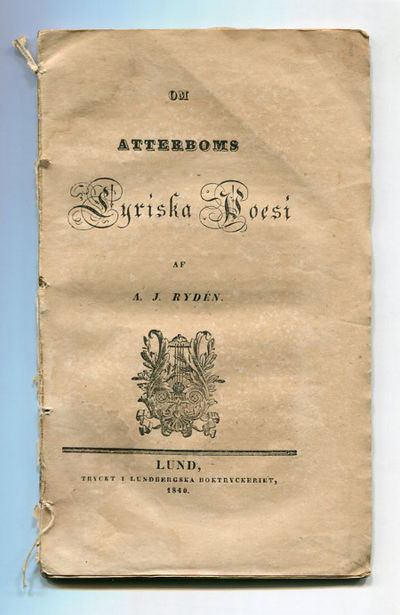 OM
ATTERBOMS
Lyriska Poesi
AF
A. J. RYDÉN.
LUND,
TRYCKT I LUNDBERGSKA BOKTRYCKERIET,
1840.